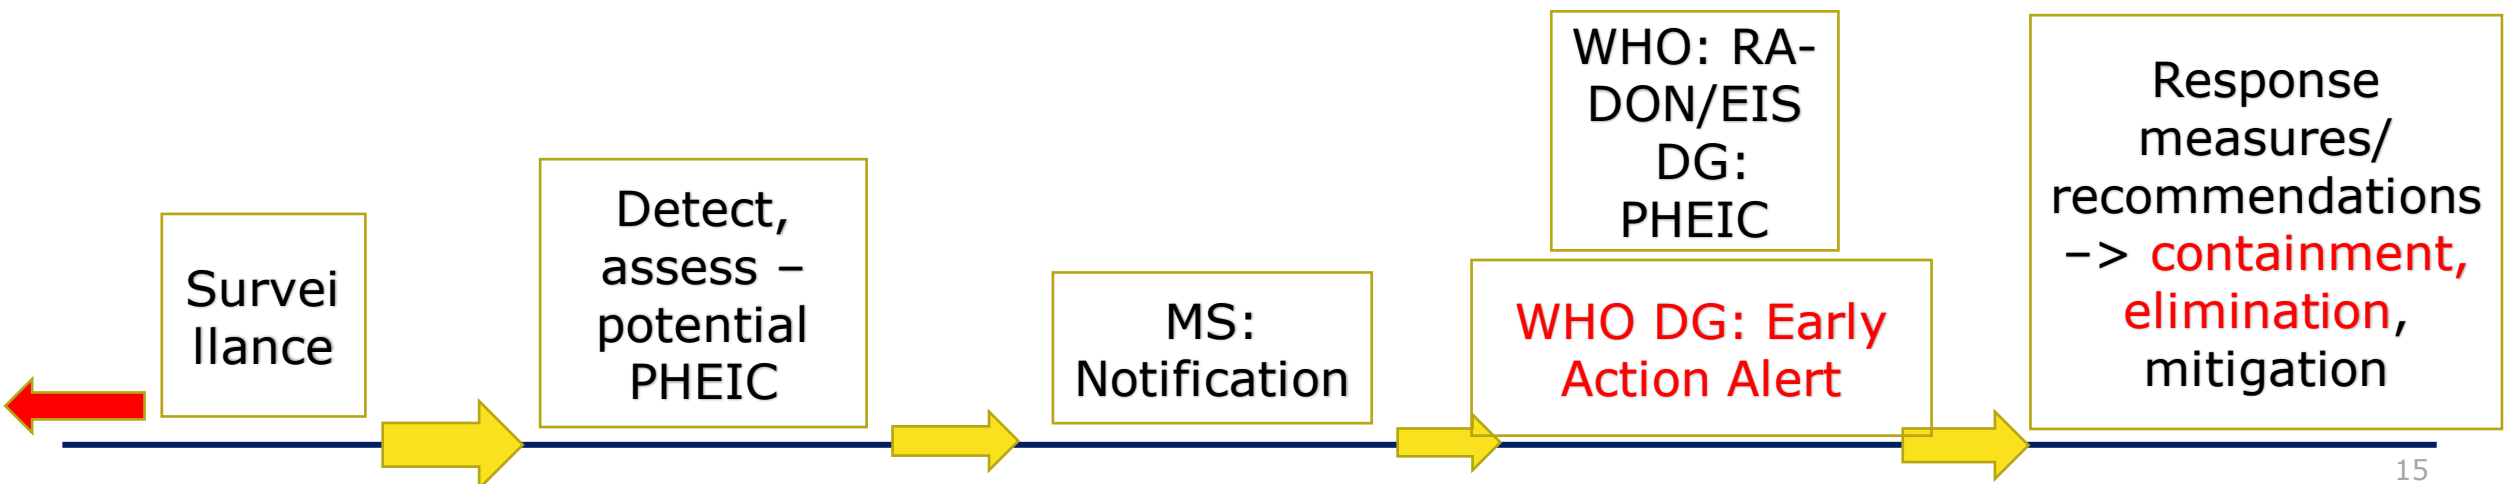 Survei
llance
Detect,
assess –
potential
PHEIC
MS:
Notification
WHO: RA-
DON/EIS
DG:
PHEIC
WHO DG: Early
Action Alert
Response
measures/
recommendations
–> containment,
elimination,
mitigation
15